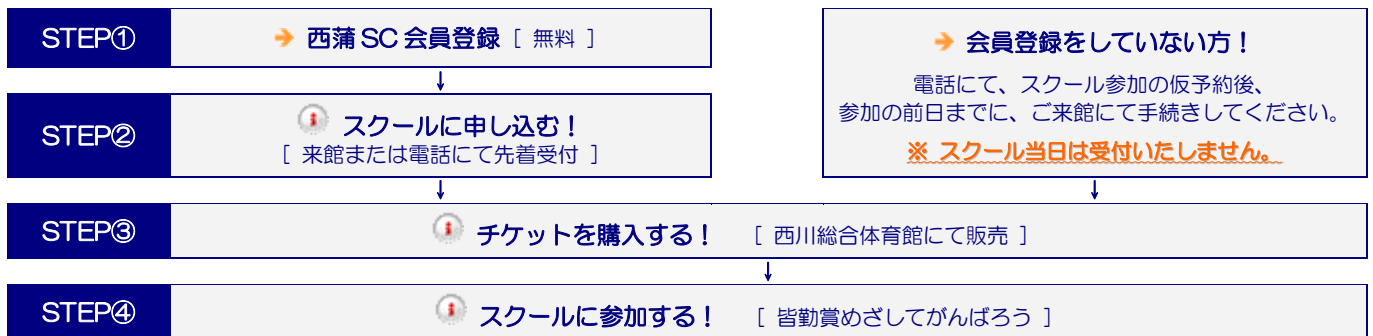 STEP①
西蒲SC会員登録 [ 無料 ]
STEP②
スクールに申し込む!
[ 来館または電話にて先着受付 ]
会員登録をしていない方!
電話にて、スクール参加の仮予約後、
参加の前日までに、ご来館にて手続きしてください。
※ スクール当日は受付いたしません。
STEP③
チケットを購入する! [ 西川総合体育館にて販売 ]
STEP④
スクールに参加する! [ 皆勤賞めざしてがんばろう ]